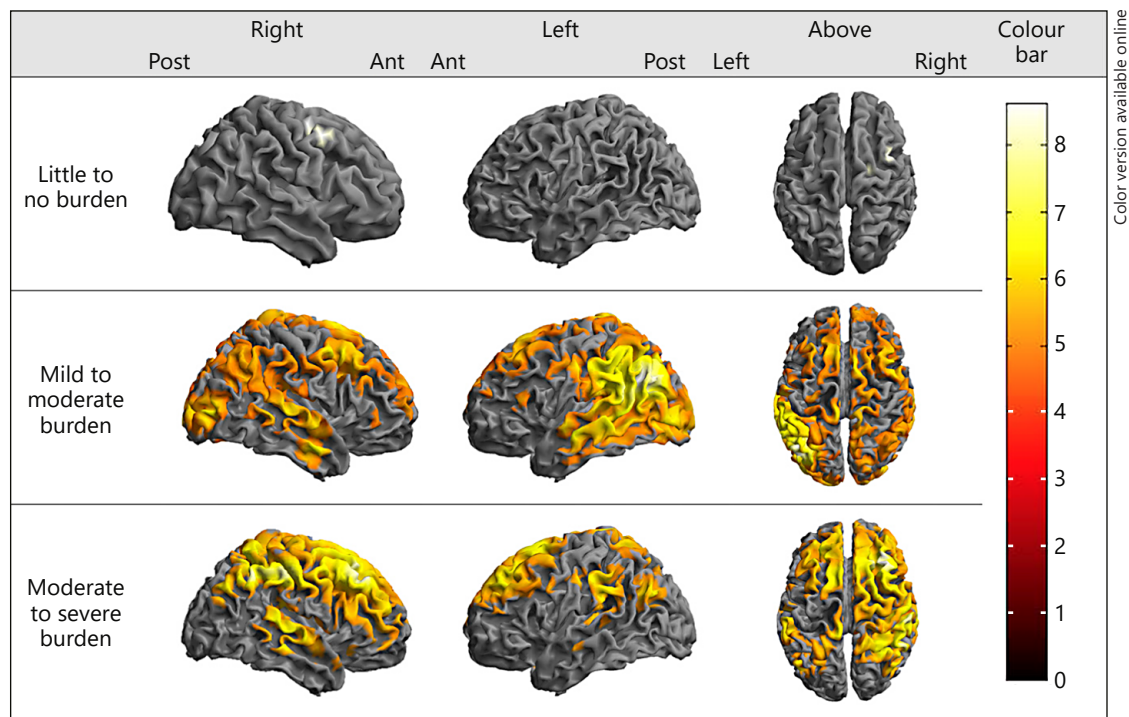 Right
Left
Above
Colour
bar
Post
Ant
Ant
Post
Left
Right
Color version available online
Little to
no burden
Mild to
moderate
burden
Moderate
to severe
burden
8
7
6
5
4
3
2
1
0